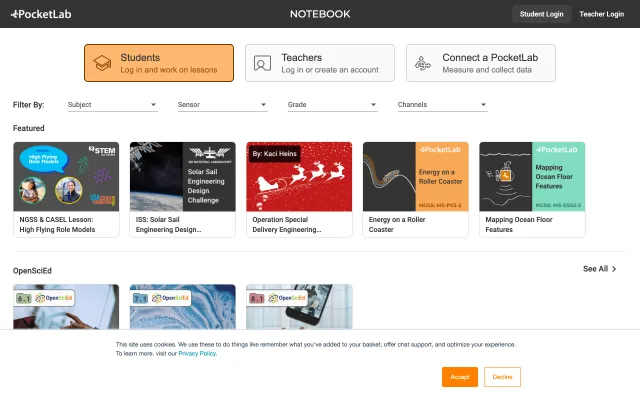 PocketLab
NOTEBOOK
Student Login
Teacher Login
Students
Log in and work on lessons
Teachers
Log in or create an account
Connect a PocketLab
Measure and collect data
Filter By:
Subject
Sensor
Grade
Channels
Featured
High Flying
Role Models
STEM
NGSS & CASEL Lesson:
High Flying Role Models
ISS NATIONAL LABORATORY
Solar Sail
Engineering
Design
Challenge
ISS: Solar Sail
Engineering Design...
By: Kaci Heins
Operation Special
Delivery Engineering...
PocketLab
Energy on a
Roller Coaster
NGSS: MS-PS3-2
Energy on a Roller
Coaster
PocketLab
Mapping
Ocean Floor
Features
NGSS: MS-ESS2-2
Mapping Ocean Floor
Features
OpenSciEd
See All
6.1
OpenSciEd
7.1
OpenSciEd
8.1
OpenSciEd
This site uses cookies. We use these to do things like remember what you've added to your basket, offer chat support, and optimize your experience.
To learn more, visit our Privacy Policy.
Accept
Decline